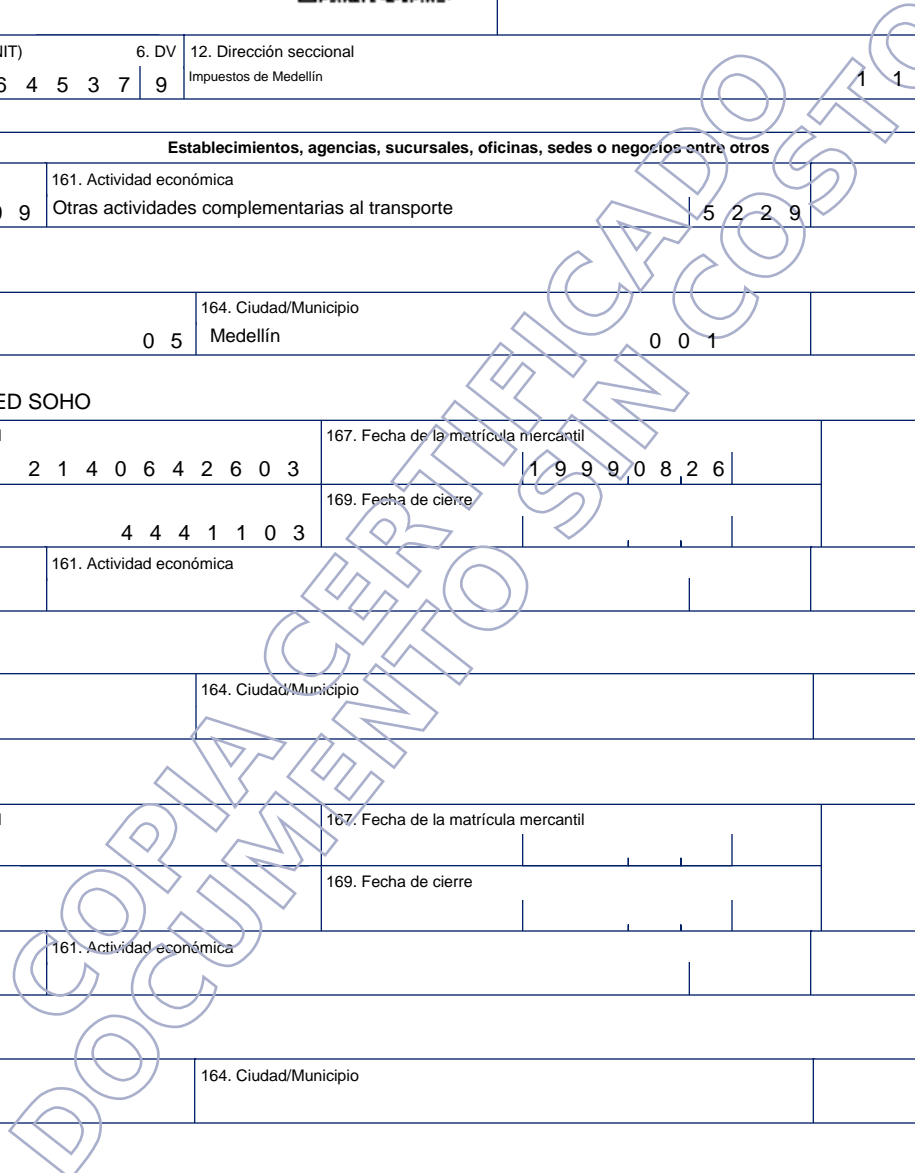 NIT) 6. DV 12. Dirección seccional
6 4 5 3 7 9 Impuestos de Medellín 1 1
Establecimientos, agencias, sucursales, oficinas, sedes o negocios entre otros
161. Actividad económica
9 Otras actividades complementarias al transporte 5 2 2 9
164. Ciudad/Municipio
0 5 Medellín 0 0 1
ED SOHO
167. Fecha de la matrícula mercantil
2 1 4 0 6 4 2 6 0 3 1 9 9 9 0 8 2 6
169. Fecha de cierre
4 4 4 1 1 0 3
161. Actividad económica
164. Ciudad/Municipio
167. Fecha de la matrícula mercantil
169. Fecha de cierre
161. Actividad económica
164. Ciudad/Municipio
COPIA CERTIFICADO
DOCUMENTO SIN COSTO